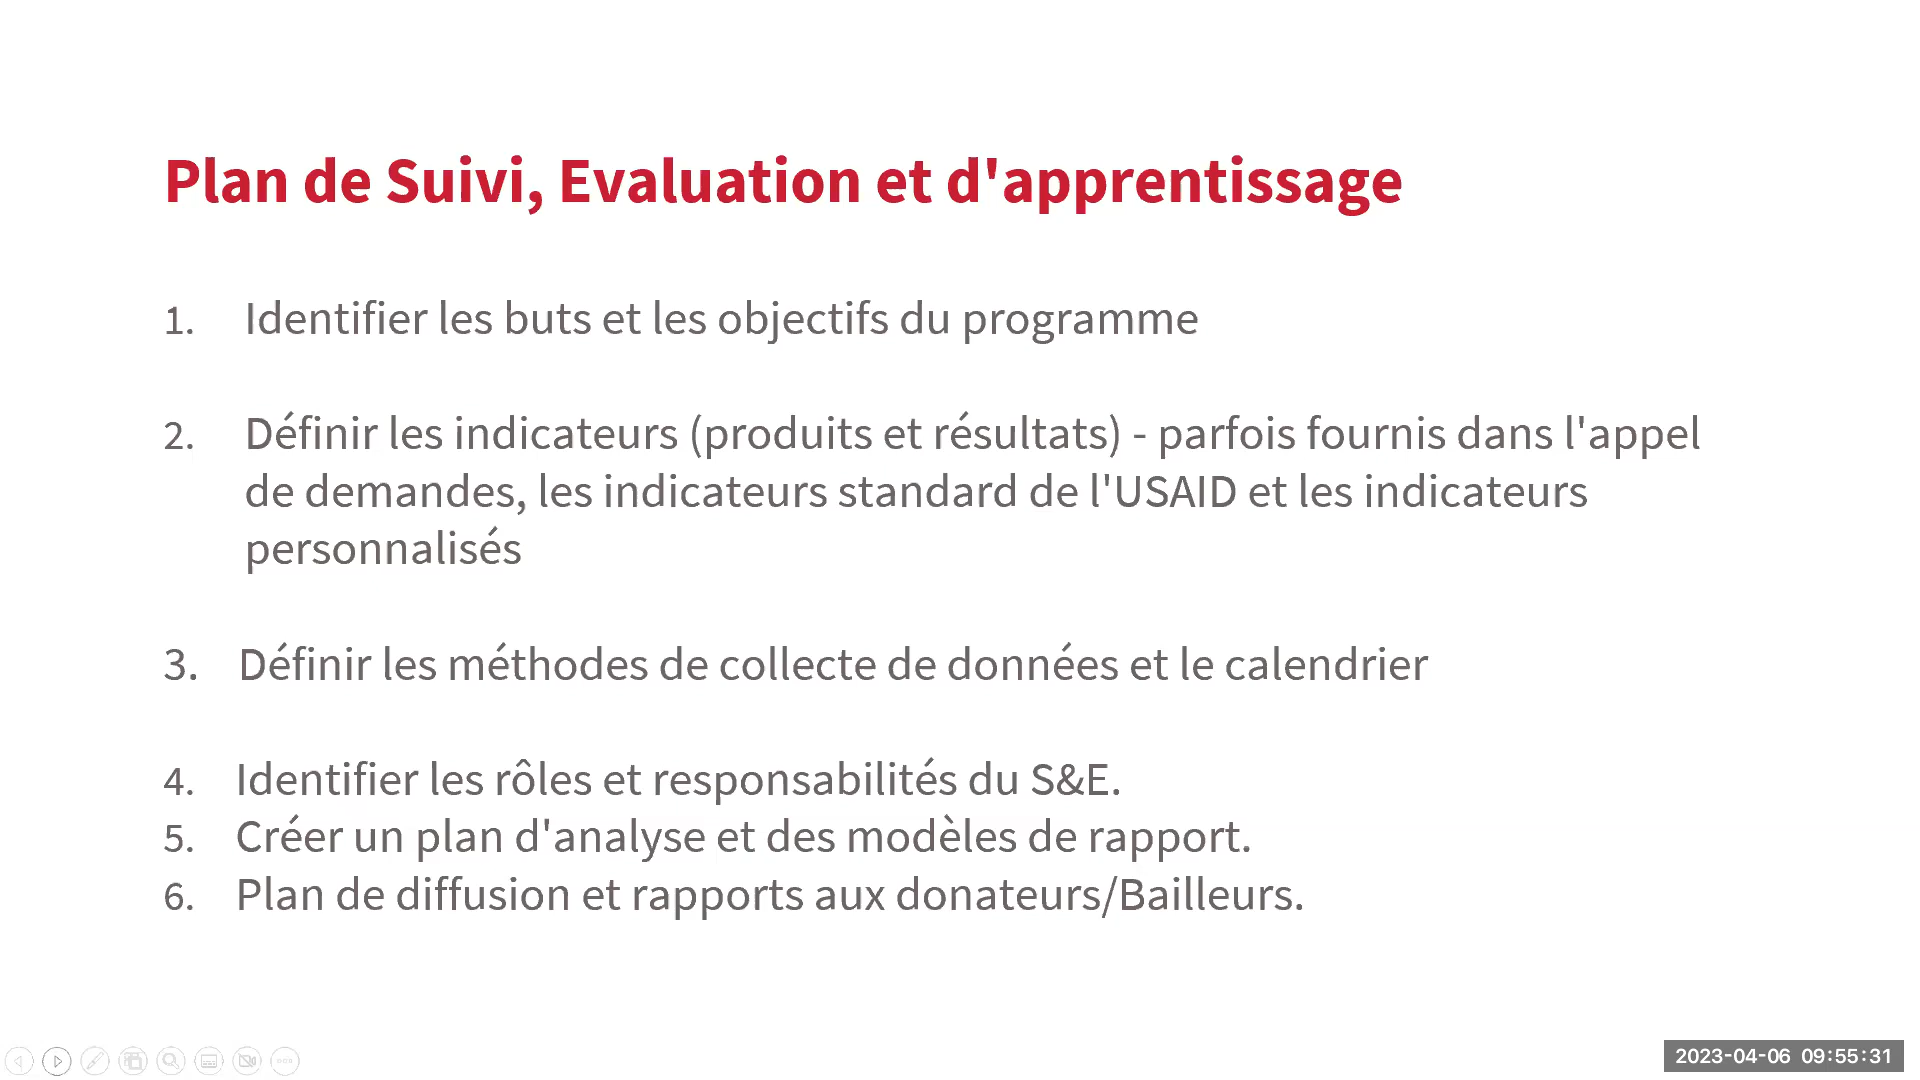 Plan de Suivi, Evaluation et d'apprentissage
1. Identifier les buts et les objectifs du programme
2. Définir les indicateurs (produits et résultats) - parfois fournis dans l'appel
de demandes, les indicateurs standard de l'USAID et les indicateurs
personnalisés
3. Définir les méthodes de collecte de données et le calendrier
4. Identifier les rôles et responsabilités du S&E.
5. Créer un plan d'analyse et des modèles de rapport.
6. Plan de diffusion et rapports aux donateurs/Bailleurs.
2023-04-06 09:55:31